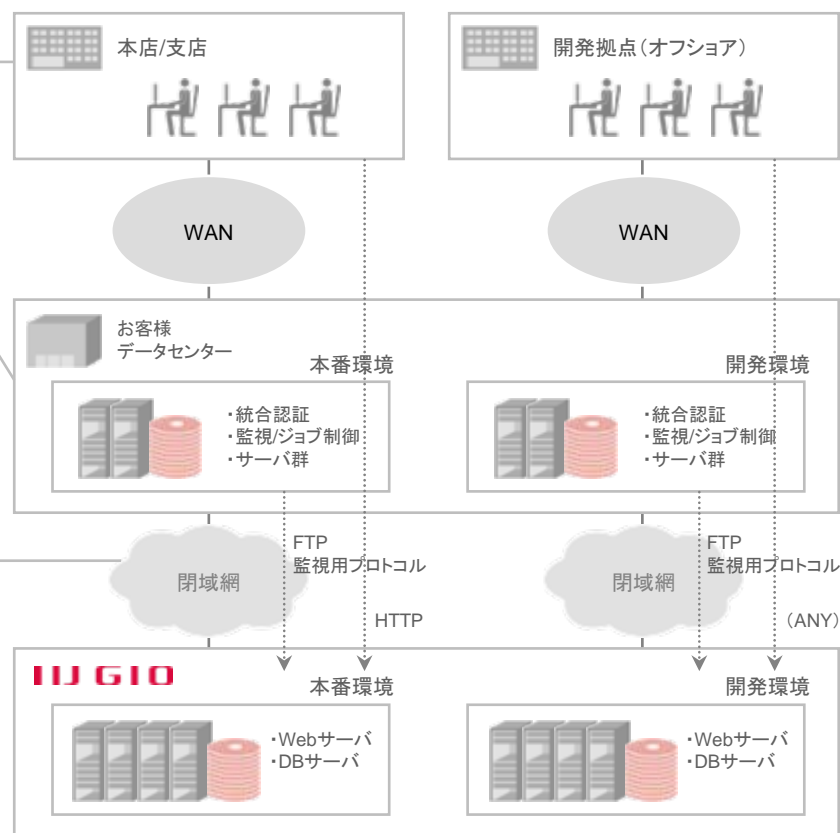 本店/支店
開発拠点(オフショア)
WAN
WAN
お客様
データセンター
本番環境
開発環境
・統合認証
・監視/ジョブ制御
・サーバ群
・統合認証
・監視/ジョブ制御
・サーバ群
FTP
監視用プロトコル
FTP
監視用プロトコル
閉域網
閉域網
HTTP
(ANY)
IIJ GIO
本番環境
開発環境
・Webサーバ
・DBサーバ
・Webサーバ
・DBサーバ